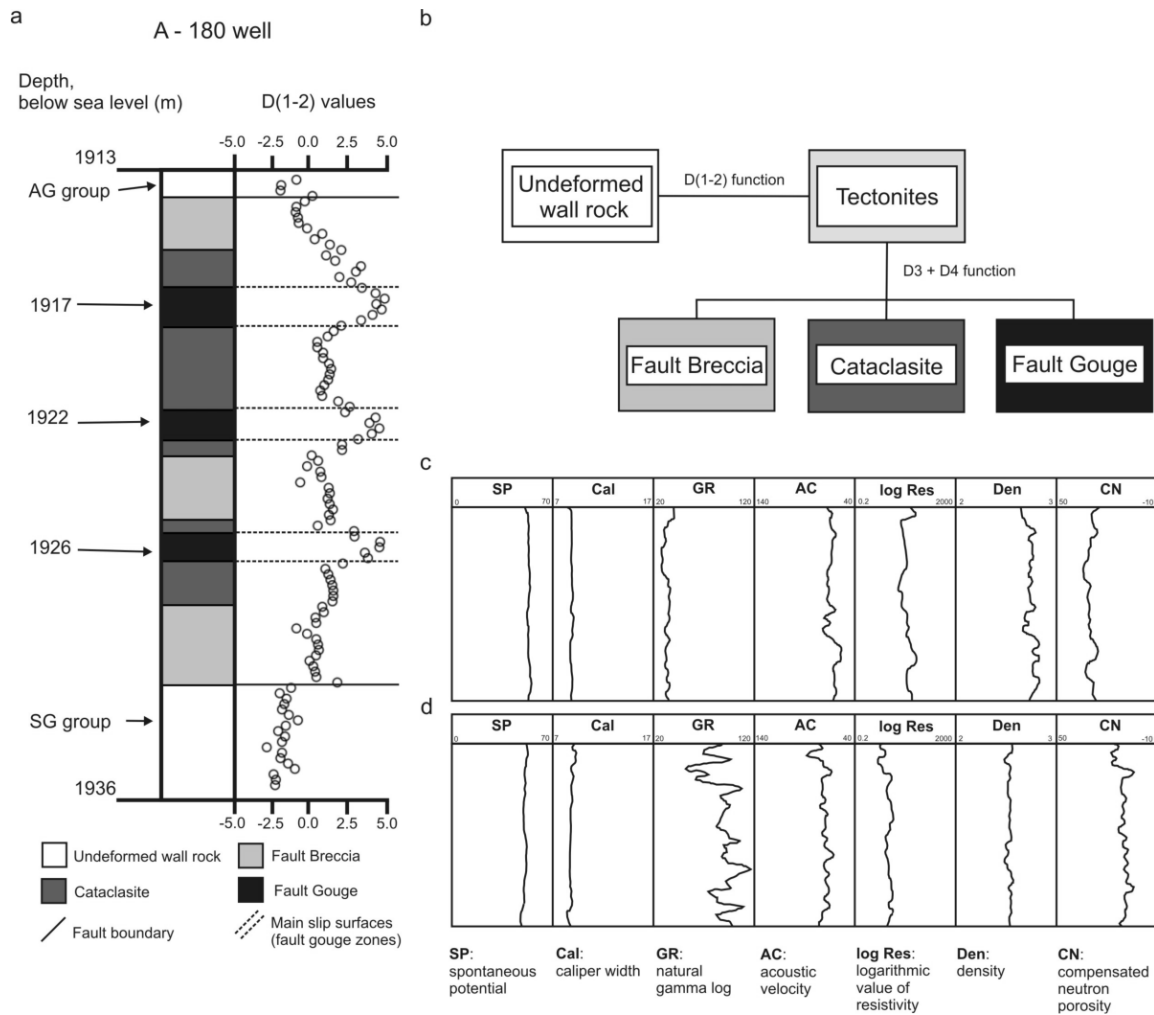 a
A - 180 well
Depth,
below sea level (m)
D(1-2) values
-5.0 -2.5 0.0 2.5 5.0
1913
AG group
1917
1922
1926
SG group
1936
-5.0 -2.5 0.0 2.5 5.0
Undeformed wall rock
Fault Breccia
Cataclasite
Fault Gouge
Fault boundary
Main slip surfaces
(fault gouge zones)
b
Undeformed
wall rock
D(1-2) function
Tectonites
D3 + D4 function
Fault Breccia
Cataclasite
Fault Gouge
c
SP Cal GR AC log Res Den CN
0 70 7 17 20 120 140 40 0.2 2000 2 3 50 -10
d
SP Cal GR AC log Res Den CN
0 70 7 17 20 120 140 40 0.2 2000 2 3 50 -10
SP:
spontaneous
potential
Cal:
caliper width
GR:
natural
gamma log
AC:
acoustic
velocity
log Res:
logarithmic
value of
resistivity
Den:
density
CN:
compensated
neutron
porosity